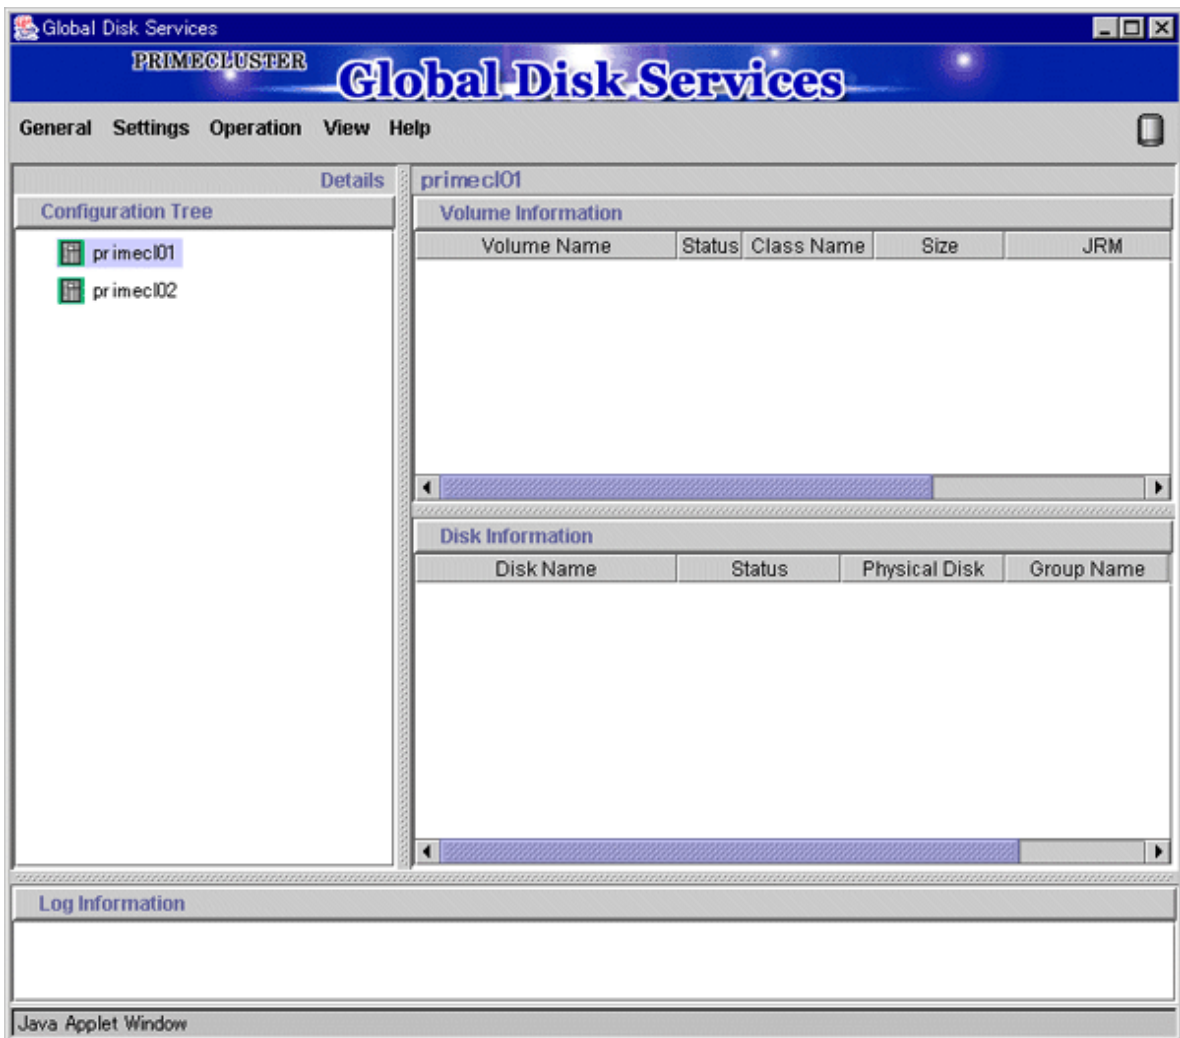 Global Disk Services
PRIMECLUSTER Global Disk Services
General Settings Operation View Help
Details
primecl01
Configuration Tree
primecl01
primecl02
Volume Information
Volume Name Status Class Name Size JRM
Disk Information
Disk Name Status Physical Disk Group Name
Log Information
Java Applet Window